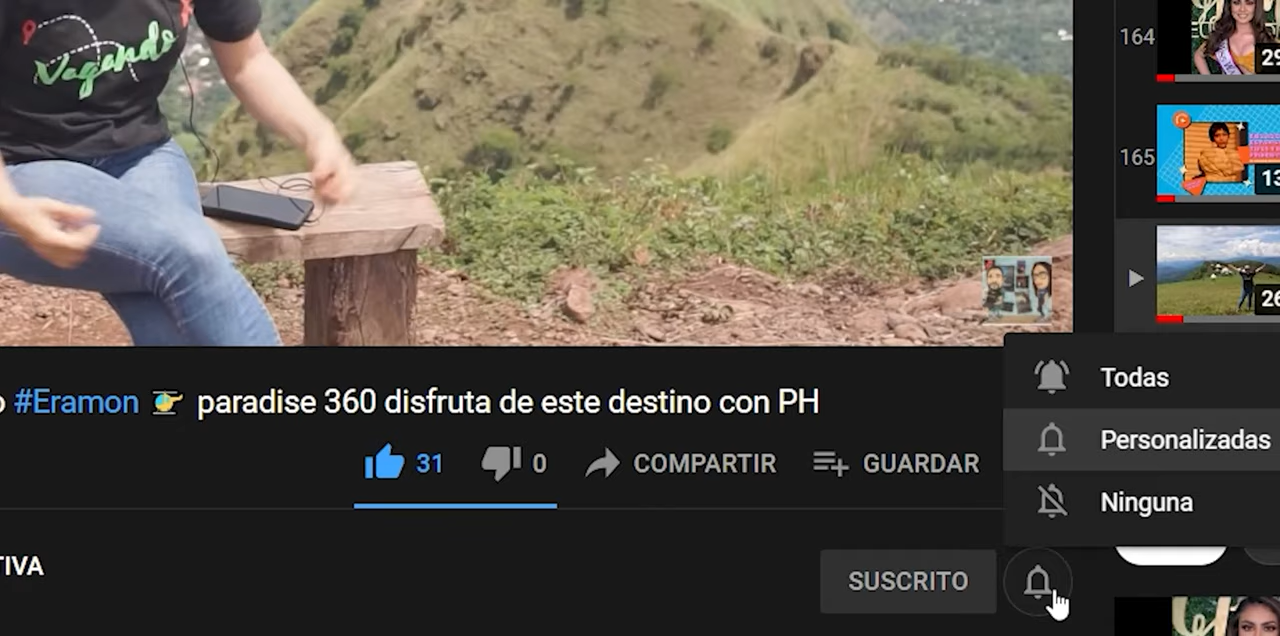 Vagando
164
29
165
13
26
#Eramon paradise 360 disfruta de este destino con PH
31 0 COMPARTIR GUARDAR
Todas
Personalizadas
Ninguna
TIVA
SUSCRITO